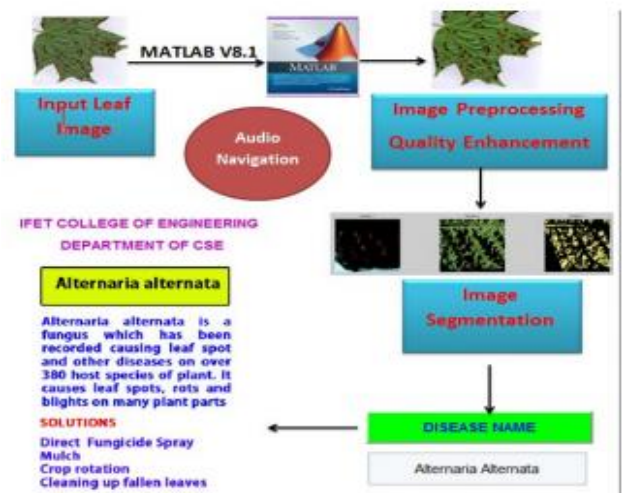 MATLAB V8.1
MATLAB
Input Leaf
Image
Audio
Navigation
Image Preprocessing
Quality Enhancement
IFET COLLEGE OF ENGINEERING
DEPARTMENT OF CSE
Image
Segmentation
Alternaria alternata
Alternaria alternata is a
fungus which has been
recorded causing leaf spot
and other diseases on over
380 host species of plant. It
causes leaf spots, rots and
blights on many plant parts
SOLUTIONS
Direct Fungicide Spray
Mulch
Crop rotation
Cleaning up fallen leaves
DISEASE NAME
Alternaria Alternata